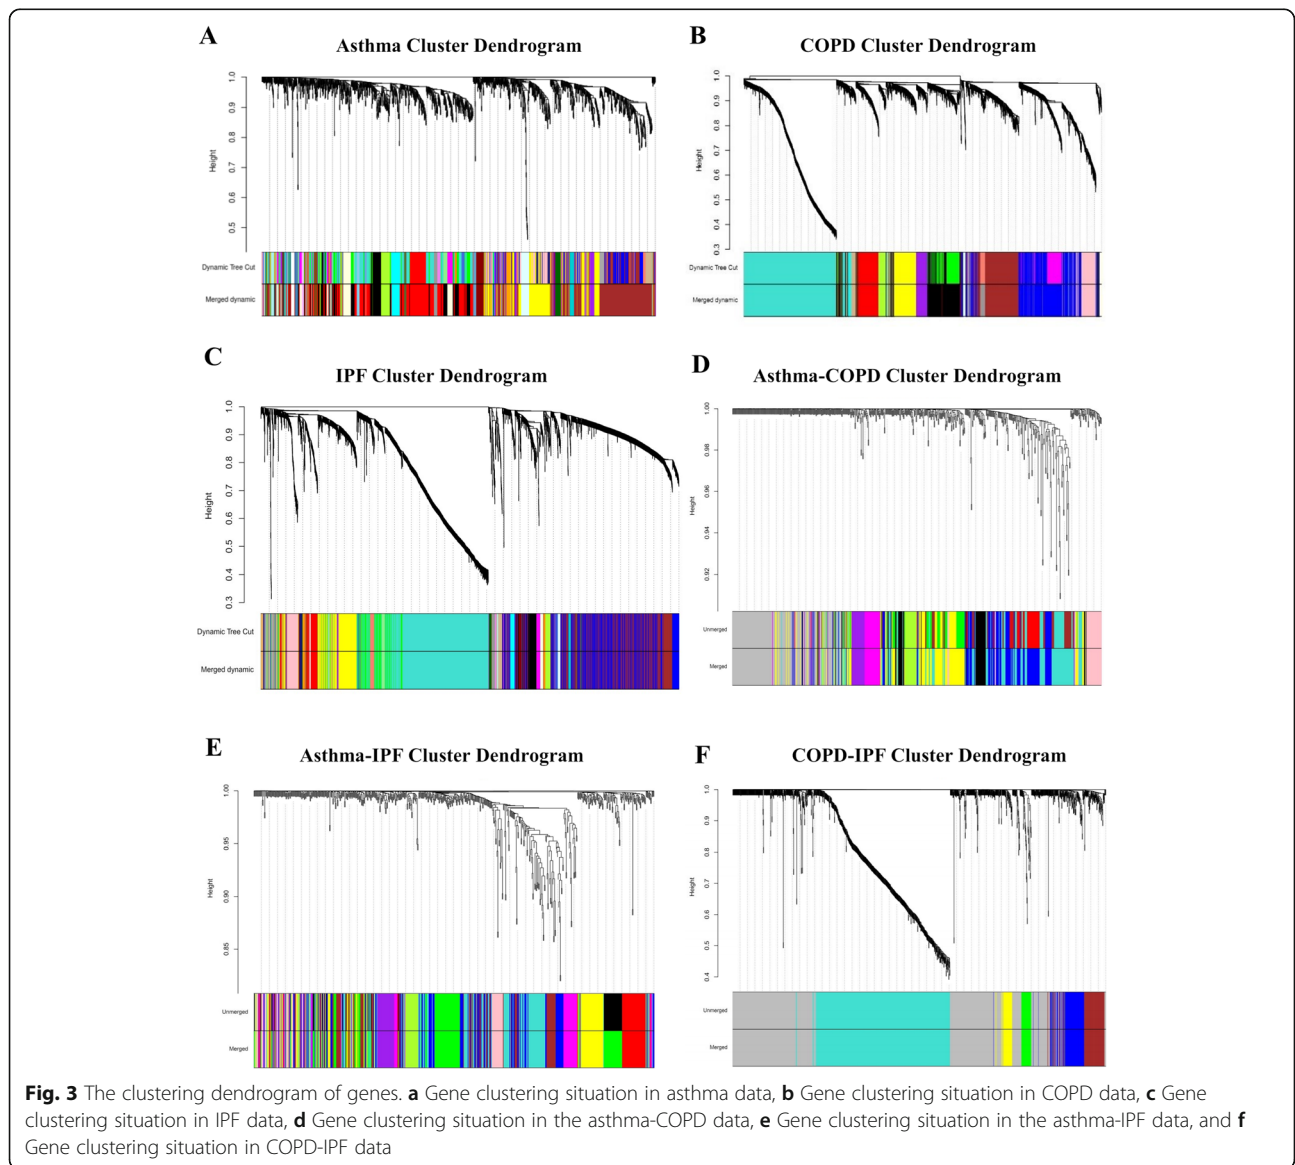 A
Asthma Cluster Dendrogram
Height
1.0
0.9
0.8
0.7
0.6
0.5
Dynamic Tree Cut
Merged dynamic
B
COPD Cluster Dendrogram
Height
1.0
0.9
0.8
0.7
0.6
0.5
0.4
0.3
Dynamic Tree Cut
Merged dynamic
C
IPF Cluster Dendrogram
Height
1.0
0.9
0.8
0.7
0.6
0.5
0.4
0.3
Dynamic Tree Cut
Merged dynamic
D
Asthma-COPD Cluster Dendrogram
Height
1.00
0.98
0.96
0.94
0.92
Unmerged
Merged
E
Asthma-IPF Cluster Dendrogram
Height
1.00
0.95
0.90
0.85
Unmerged
Merged
F
COPD-IPF Cluster Dendrogram
Height
1.0
0.9
0.8
0.7
0.6
0.5
0.4
Unmerged
Merged
Fig. 3 The clustering dendrogram of genes. a Gene clustering situation in asthma data, b Gene clustering situation in COPD data, c Gene
clustering situation in IPF data, d Gene clustering situation in the asthma-COPD data, e Gene clustering situation in the asthma-IPF data, and f
Gene clustering situation in COPD-IPF data